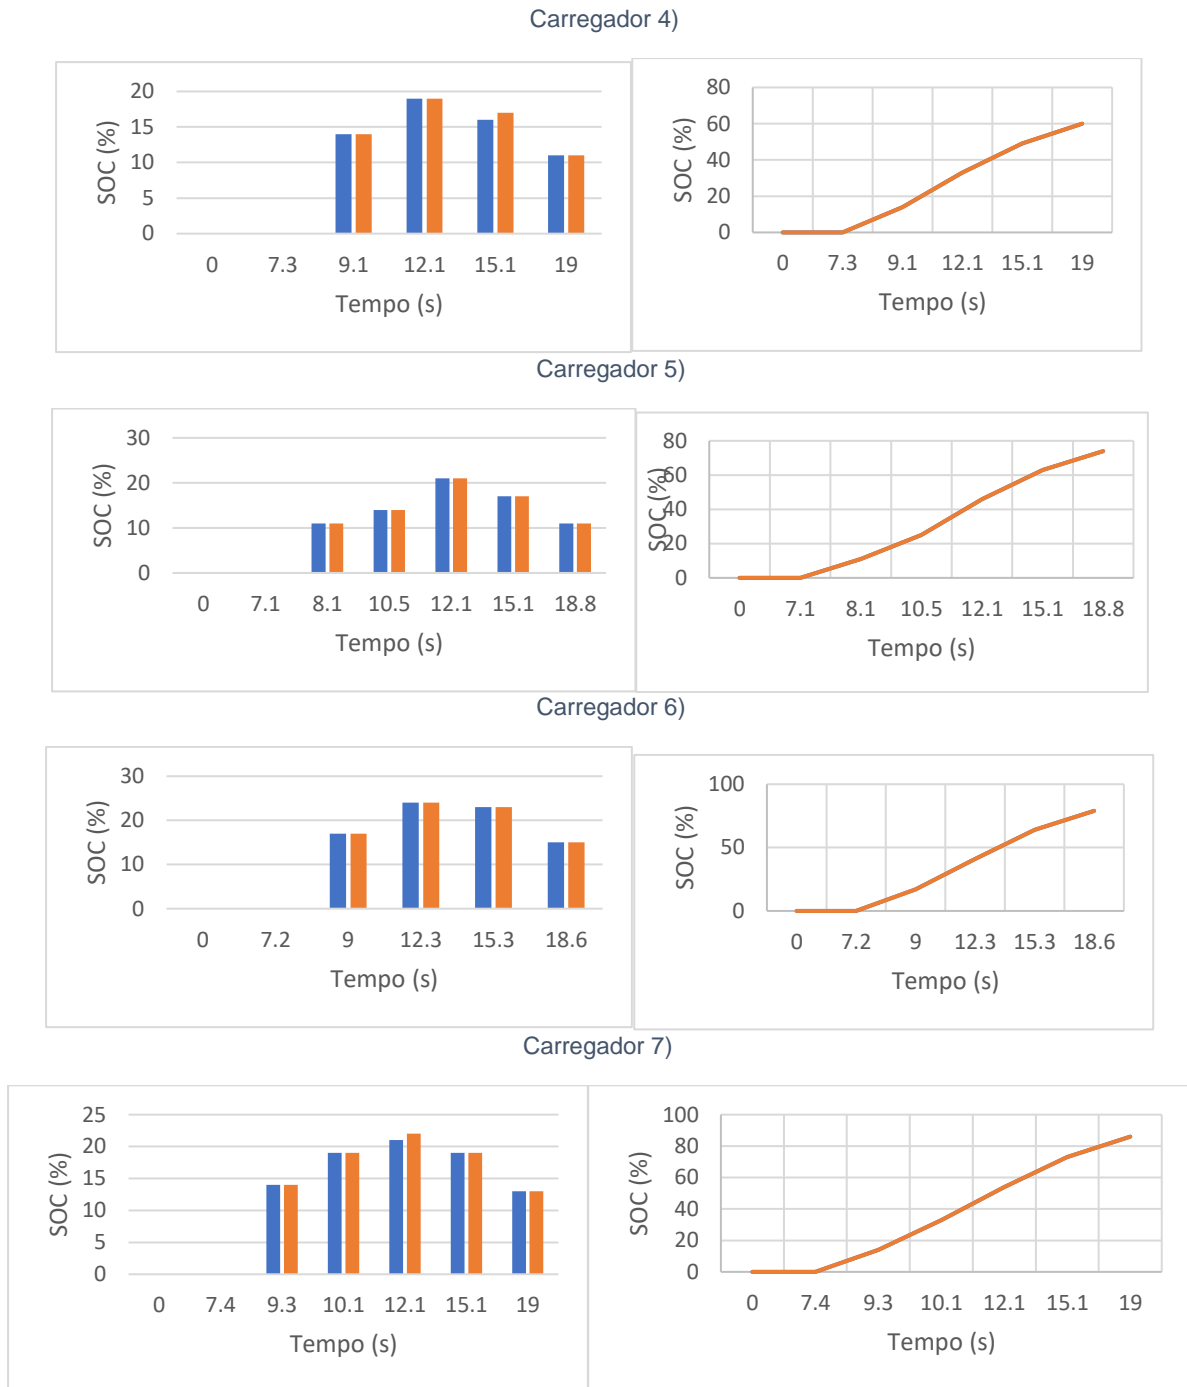 Carregador 4)
20
15
10
5
0
SOC (%)
0 7.3 9.1 12.1 15.1 19
Tempo (s)
80
60
40
20
0
SOC (%)
0 7.3 9.1 12.1 15.1 19
Tempo (s)
Carregador 5)
30
20
10
0
SOC (%)
0 7.1 8.1 10.5 12.1 15.1 18.8
Tempo (s)
80
60
40
20
0
SOC (%)
0 7.1 8.1 10.5 12.1 15.1 18.8
Tempo (s)
Carregador 6)
30
20
10
0
SOC (%)
0 7.2 9 12.3 15.3 18.6
Tempo (s)
100
50
0
SOC (%)
0 7.2 9 12.3 15.3 18.6
Tempo (s)
Carregador 7)
25
20
15
10
5
0
SOC (%)
0 7.4 9.3 10.1 12.1 15.1 19
Tempo (s)
100
80
60
40
20
0
SOC (%)
0 7.4 9.3 10.1 12.1 15.1 19
Tempo (s)